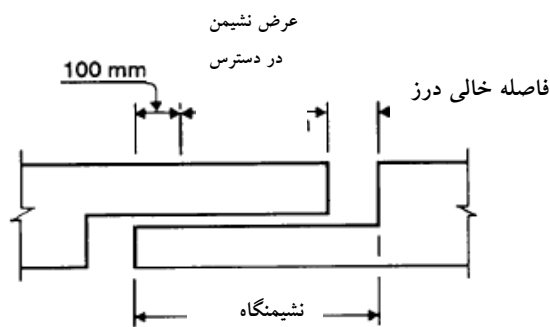 عرض نشیمن
در دسترس
100 mm
فاصله خالی درز
نشیمنگاه